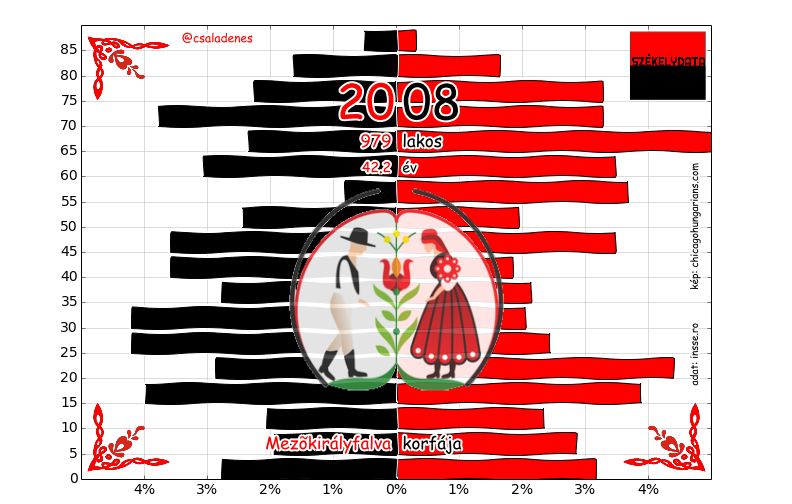 @csaladenes
SZÉKELYDATA
2008
979 lakos
42,2 év
kép: chicagohungarians.com
adat: insse.ro
Mezőkirályfalva korfája
85
80
75
70
65
60
55
50
45
40
35
30
25
20
15
10
5
0
4% 3% 2% 1% 0% 1% 2% 3% 4%